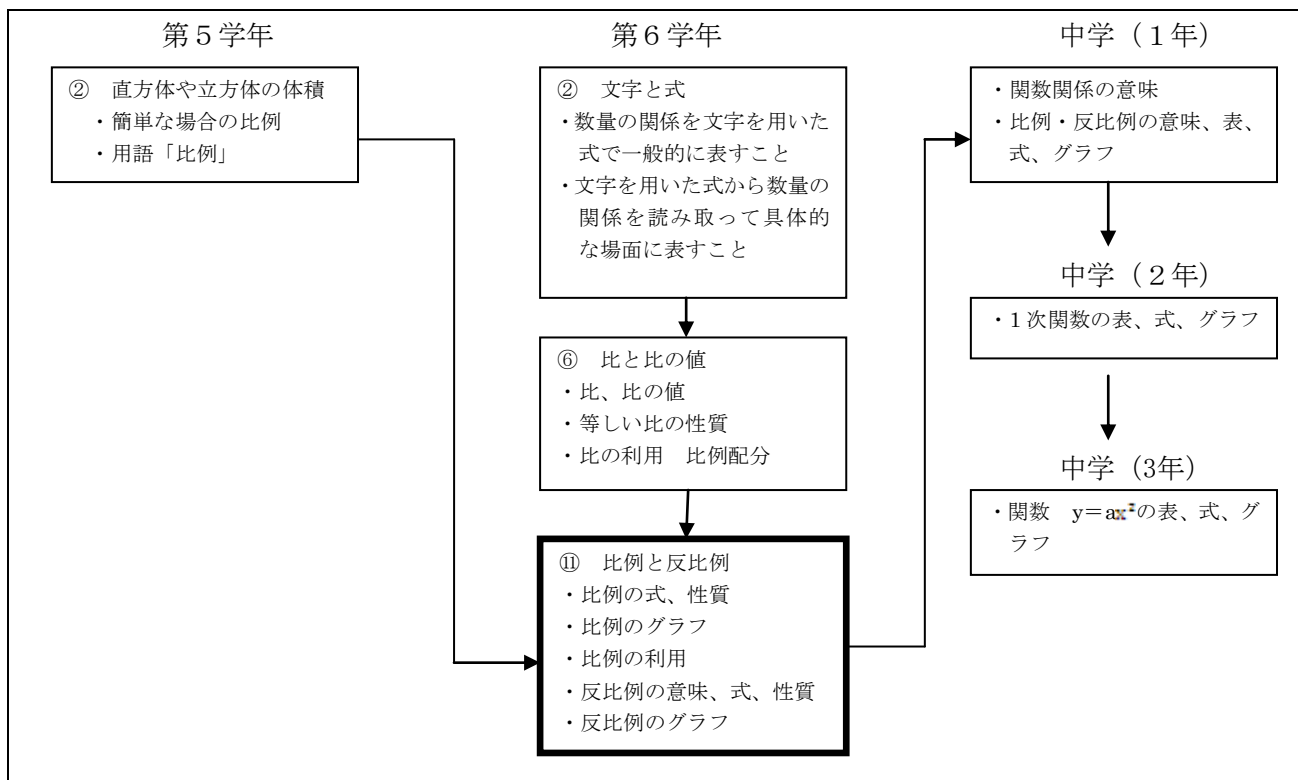 第５学年
② 直方体や立方体の体積
・簡単な場合の比例
・用語「比例」
第６学年
② 文字と式
・数量の関係を文字を用いた
式で一般的に表すこと
・文字を用いた式から数量の
関係を読み取って具体的
な場面に表すこと
⑥ 比と比の値
・比、比の値
・等しい比の性質
・比の利用 比例配分
⑪ 比例と反比例
・比例の式、性質
・比例のグラフ
・比例の利用
・反比例の意味、式、性質
・反比例のグラフ
中学（１年）
・関数関係の意味
・比例・反比例の意味、表、
式、グラフ
中学（２年）
・１次関数の表、式、グラフ
中学（3年）
・関数 y＝ax²の表、式、グ
ラフ